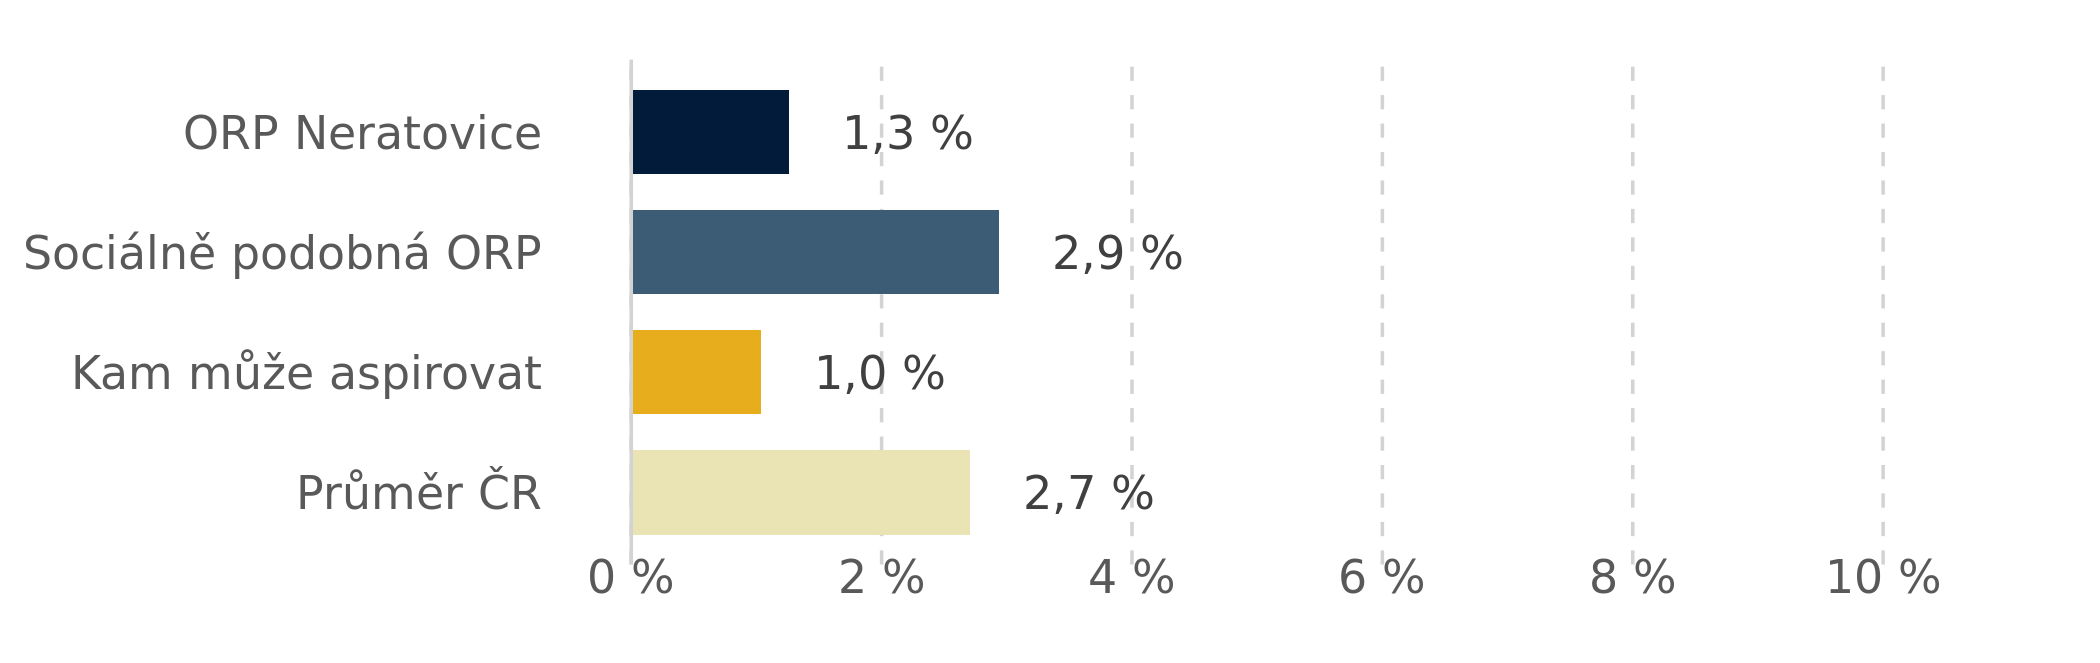 ORP Neratovice 1,3 %
Sociálně podobná ORP 2,9 %
Kam může aspirovat 1,0 %
Průměr ČR 2,7 %
0 % 2 % 4 % 6 % 8 % 10 %